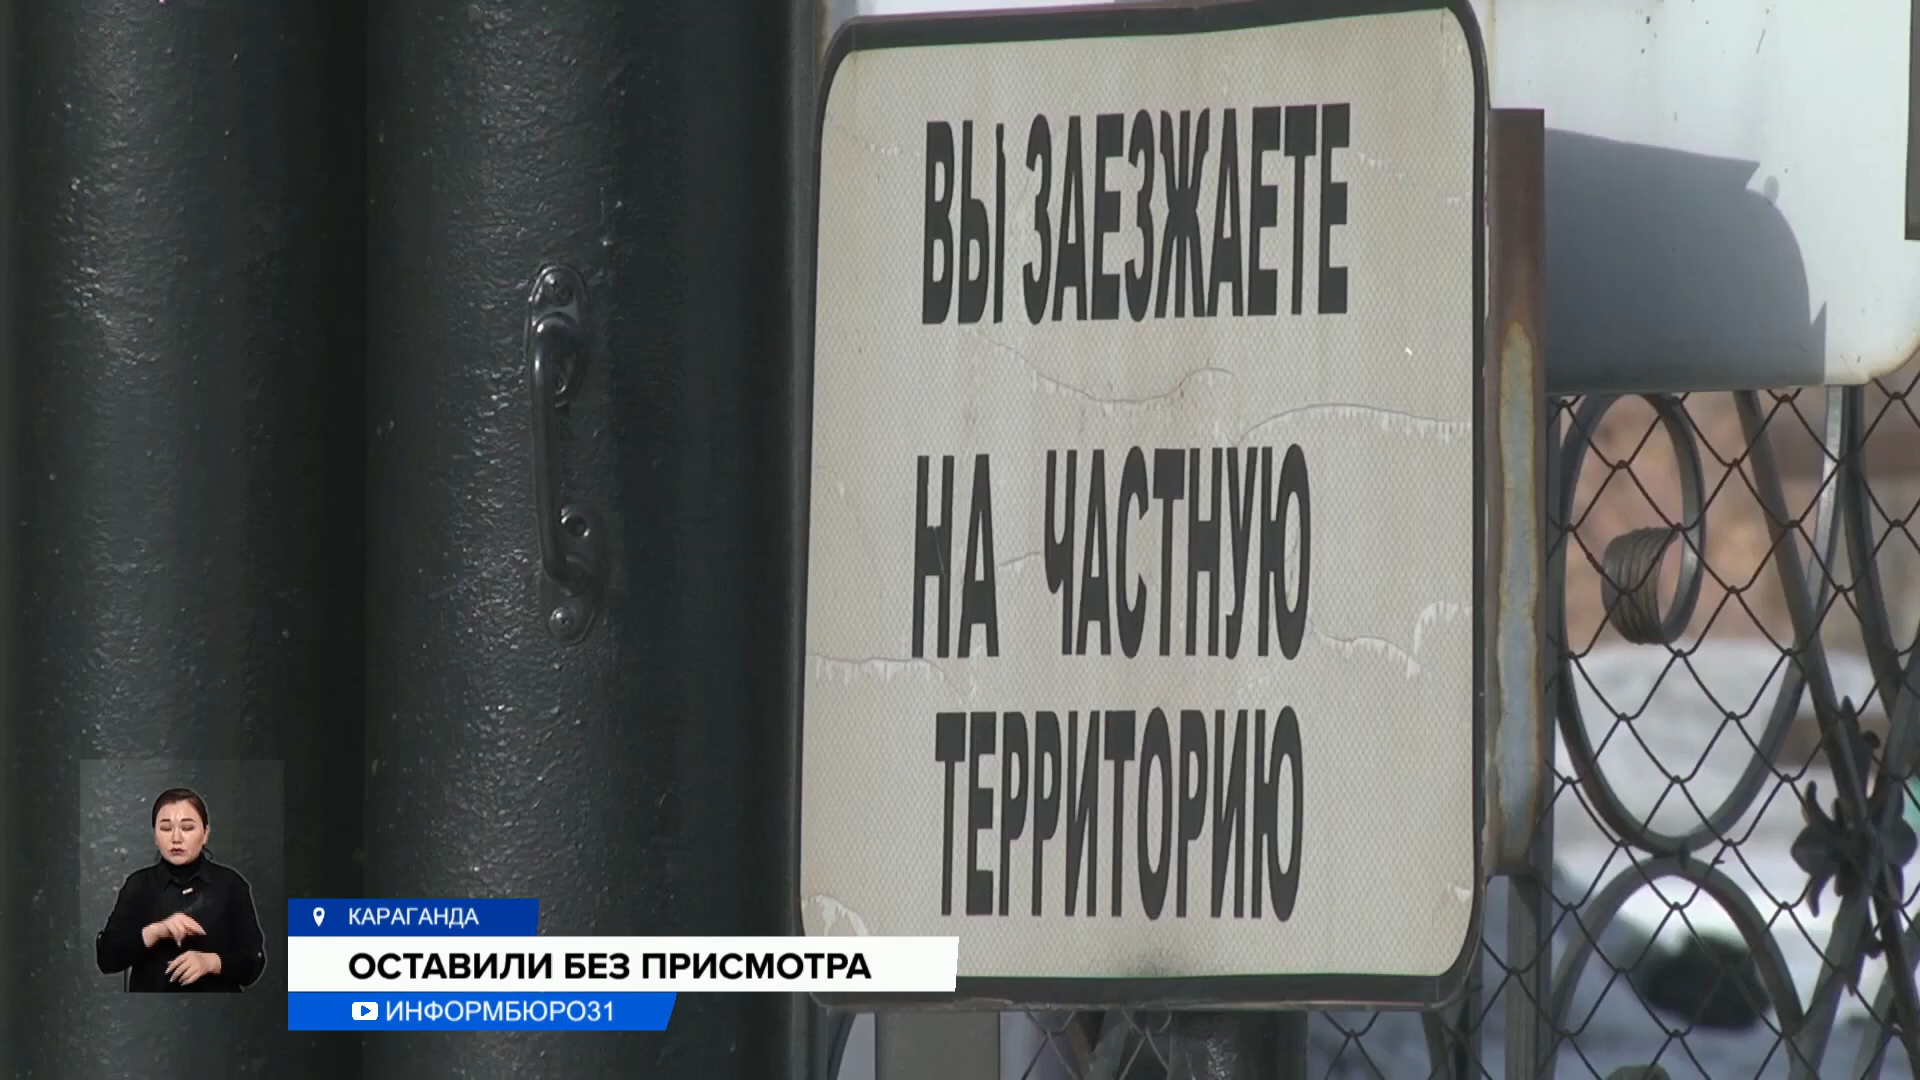 ВЫ ЗАЕЗЖАЕТЕ
НА ЧАСТНУЮ
ТЕРРИТОРИЮ
КАРАГАНДА
ОСТАВИЛИ БЕЗ ПРИСМОТРА
ИНФОРМБЮРО31